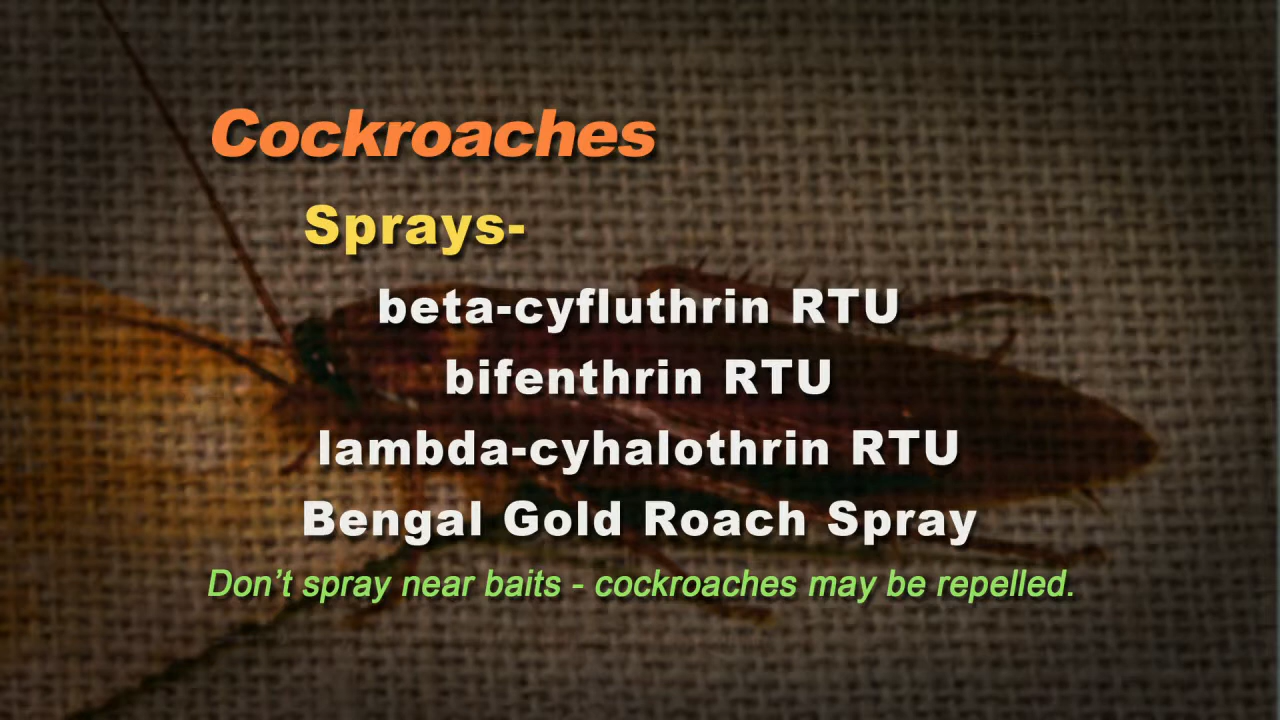 Cockroaches
Sprays-
beta-cyfluthrin RTU
bifenthrin RTU
lambda-cyhalothrin RTU
Bengal Gold Roach Spray
Don't spray near baits - cockroaches may be repelled.